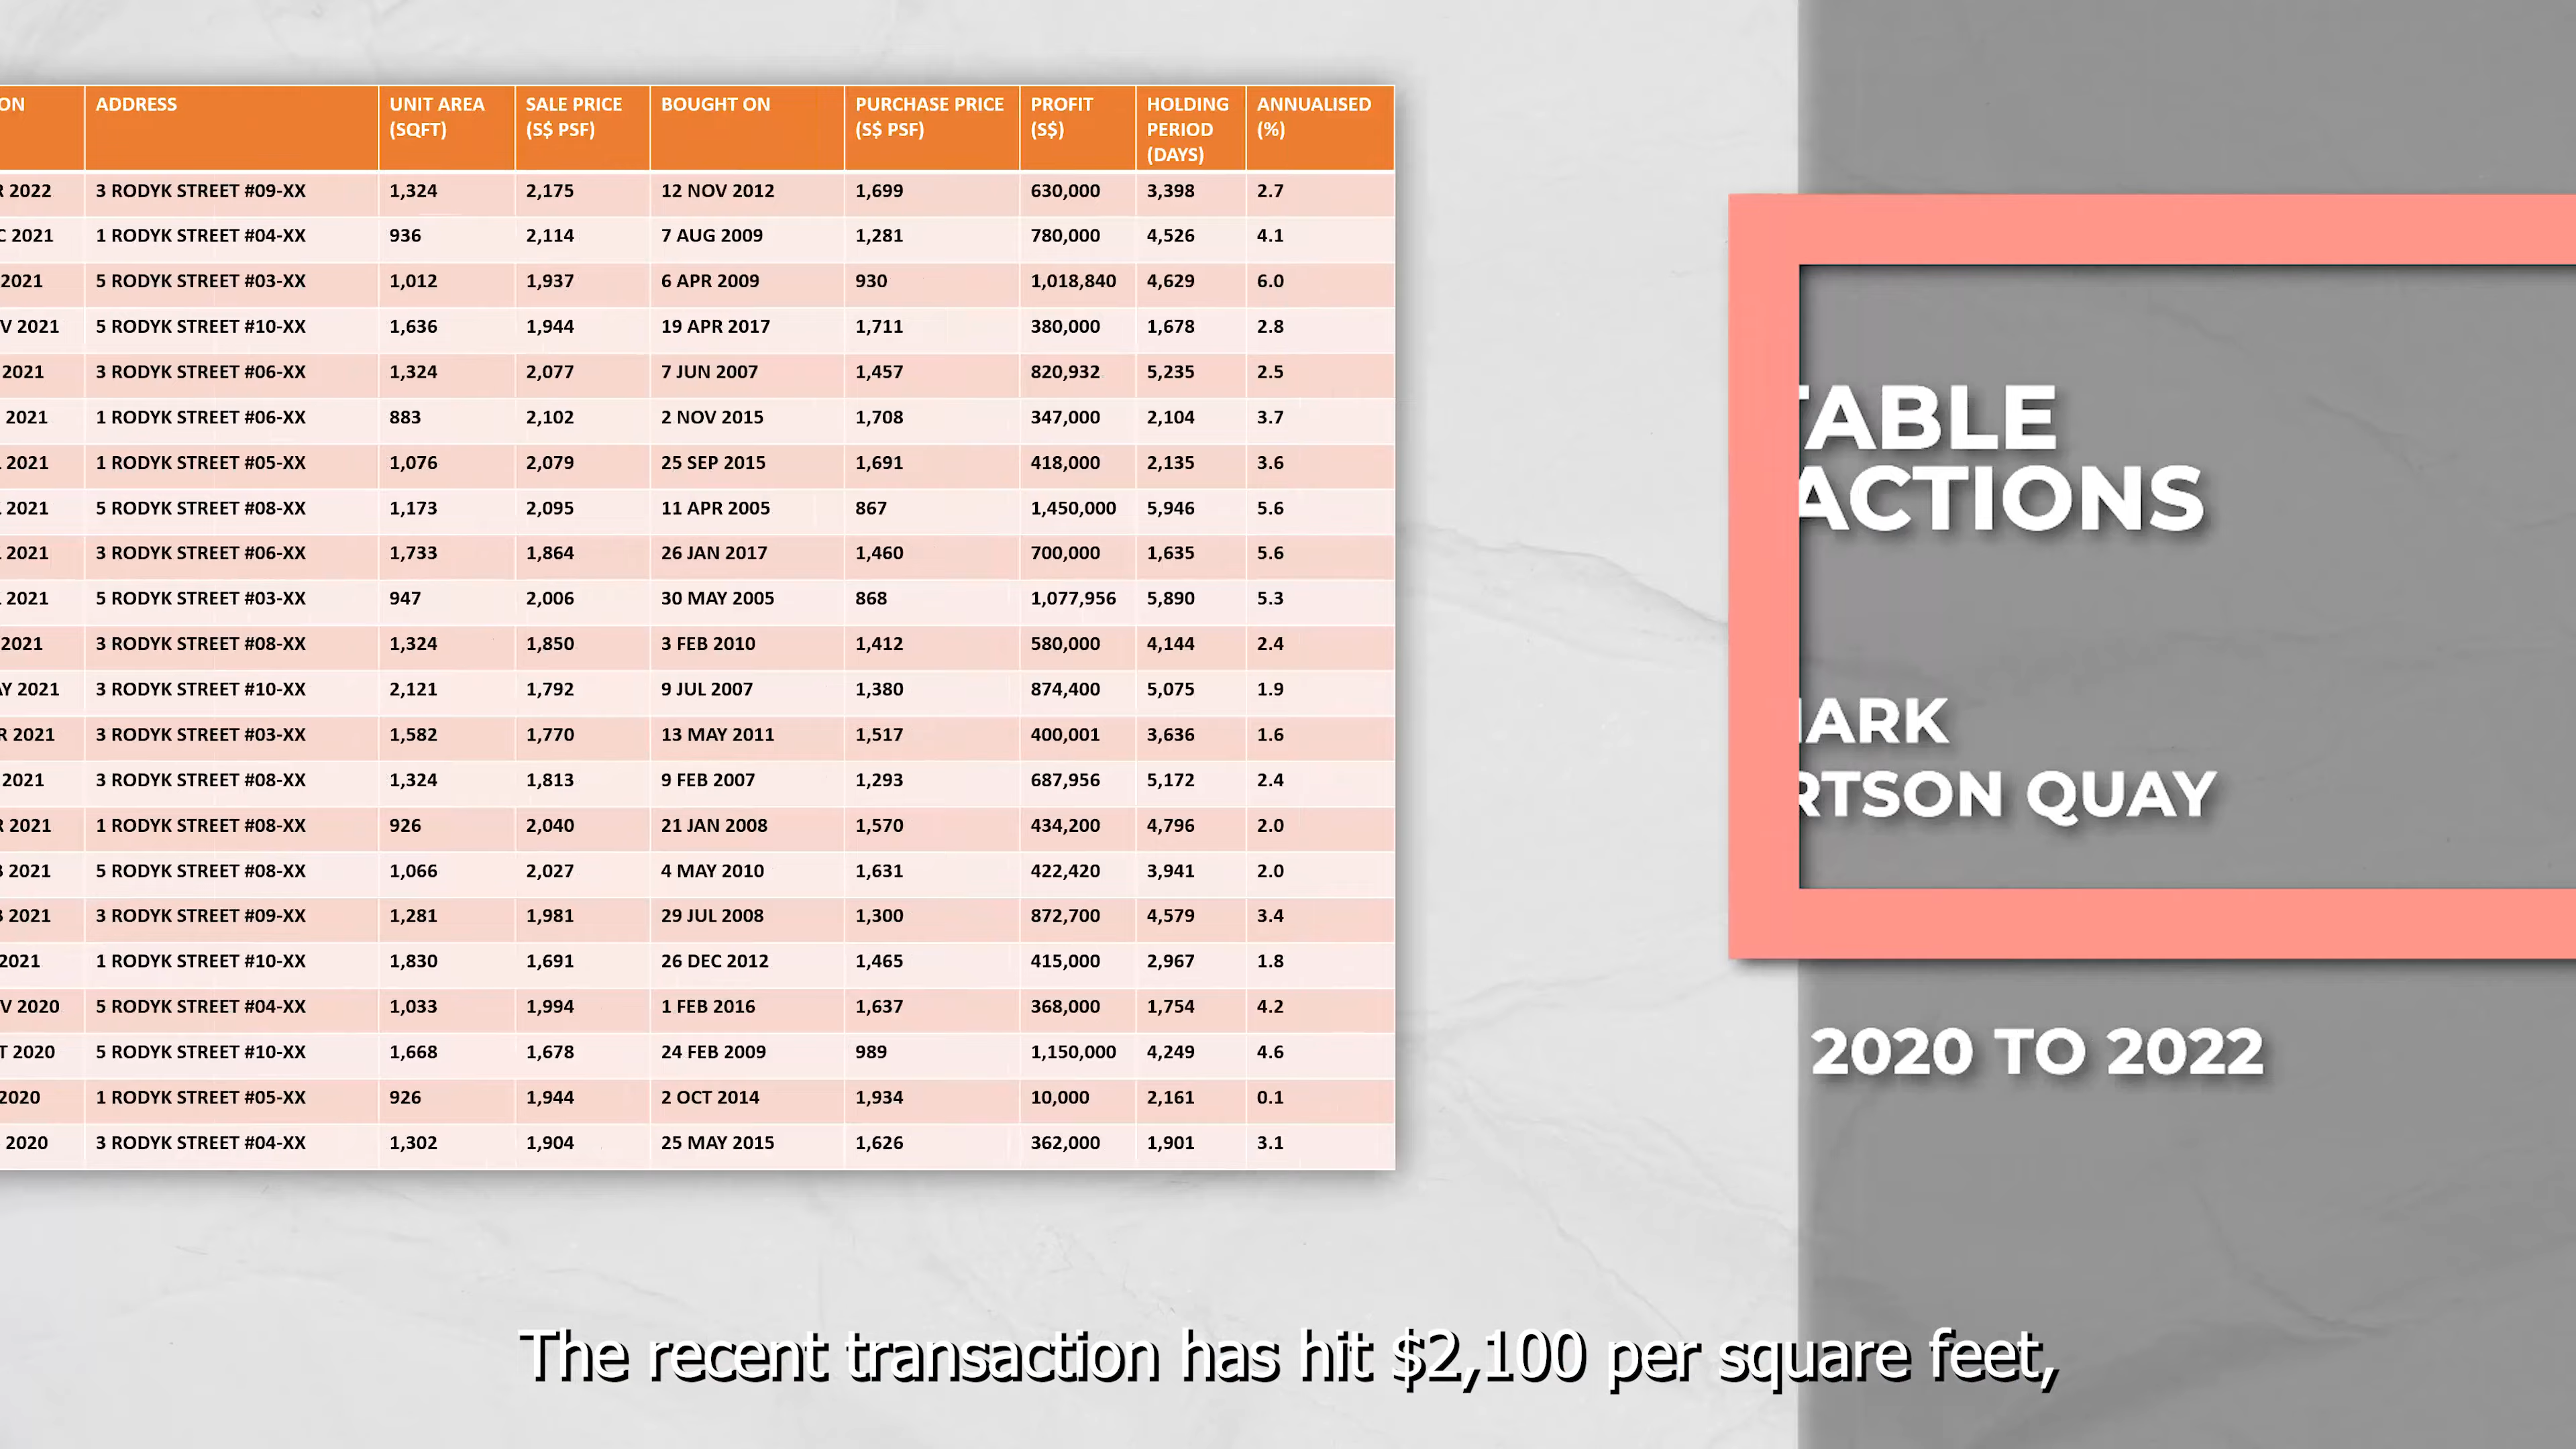 ON ADDRESS UNIT AREA (SQFT) SALE PRICE (S$ PSF) BOUGHT ON PURCHASE PRICE (S$ PSF) PROFIT (S$) HOLDING PERIOD (DAYS) ANNUALISED (%)
R 2022 3 RODYK STREET #09-XX 1,324 2,175 12 NOV 2012 1,699 630,000 3,398 2.7
C 2021 1 RODYK STREET #04-XX 936 2,114 7 AUG 2009 1,281 780,000 4,526 4.1
2021 5 RODYK STREET #03-XX 1,012 1,937 6 APR 2009 930 1,018,840 4,629 6.0
V 2021 5 RODYK STREET #10-XX 1,636 1,944 19 APR 2017 1,711 380,000 1,678 2.8
2021 3 RODYK STREET #06-XX 1,324 2,077 7 JUN 2007 1,457 820,932 5,235 2.5
2021 1 RODYK STREET #06-XX 883 2,102 2 NOV 2015 1,708 347,000 2,104 3.7
2021 1 RODYK STREET #05-XX 1,076 2,079 25 SEP 2015 1,691 418,000 2,135 3.6
2021 5 RODYK STREET #08-XX 1,173 2,095 11 APR 2005 867 1,450,000 5,946 5.6
2021 3 RODYK STREET #06-XX 1,733 1,864 26 JAN 2017 1,460 700,000 1,635 5.6
2021 5 RODYK STREET #03-XX 947 2,006 30 MAY 2005 868 1,077,956 5,890 5.3
2021 3 RODYK STREET #08-XX 1,324 1,850 3 FEB 2010 1,412 580,000 4,144 2.4
AY 2021 3 RODYK STREET #10-XX 2,121 1,792 9 JUL 2007 1,380 874,400 5,075 1.9
R 2021 3 RODYK STREET #03-XX 1,582 1,770 13 MAY 2011 1,517 400,001 3,636 1.6
2021 3 RODYK STREET #08-XX 1,324 1,813 9 FEB 2007 1,293 687,956 5,172 2.4
R 2021 1 RODYK STREET #08-XX 926 2,040 21 JAN 2008 1,570 434,200 4,796 2.0
B 2021 5 RODYK STREET #08-XX 1,066 2,027 4 MAY 2010 1,631 422,420 3,941 2.0
B 2021 3 RODYK STREET #09-XX 1,281 1,981 29 JUL 2008 1,300 872,700 4,579 3.4
2021 1 RODYK STREET #10-XX 1,830 1,691 26 DEC 2012 1,465 415,000 2,967 1.8
V 2020 5 RODYK STREET #04-XX 1,033 1,994 1 FEB 2016 1,637 368,000 1,754 4.2
T 2020 5 RODYK STREET #10-XX 1,668 1,678 24 FEB 2009 989 1,150,000 4,249 4.6
2020 1 RODYK STREET #05-XX 926 1,944 2 OCT 2014 1,934 10,000 2,161 0.1
2020 3 RODYK STREET #04-XX 1,302 1,904 25 MAY 2015 1,626 362,000 1,901 3.1
TABLE
ACTIONS
ARK
RTSON QUAY
2020 TO 2022
The recent transaction has hit $2,100 per square feet,